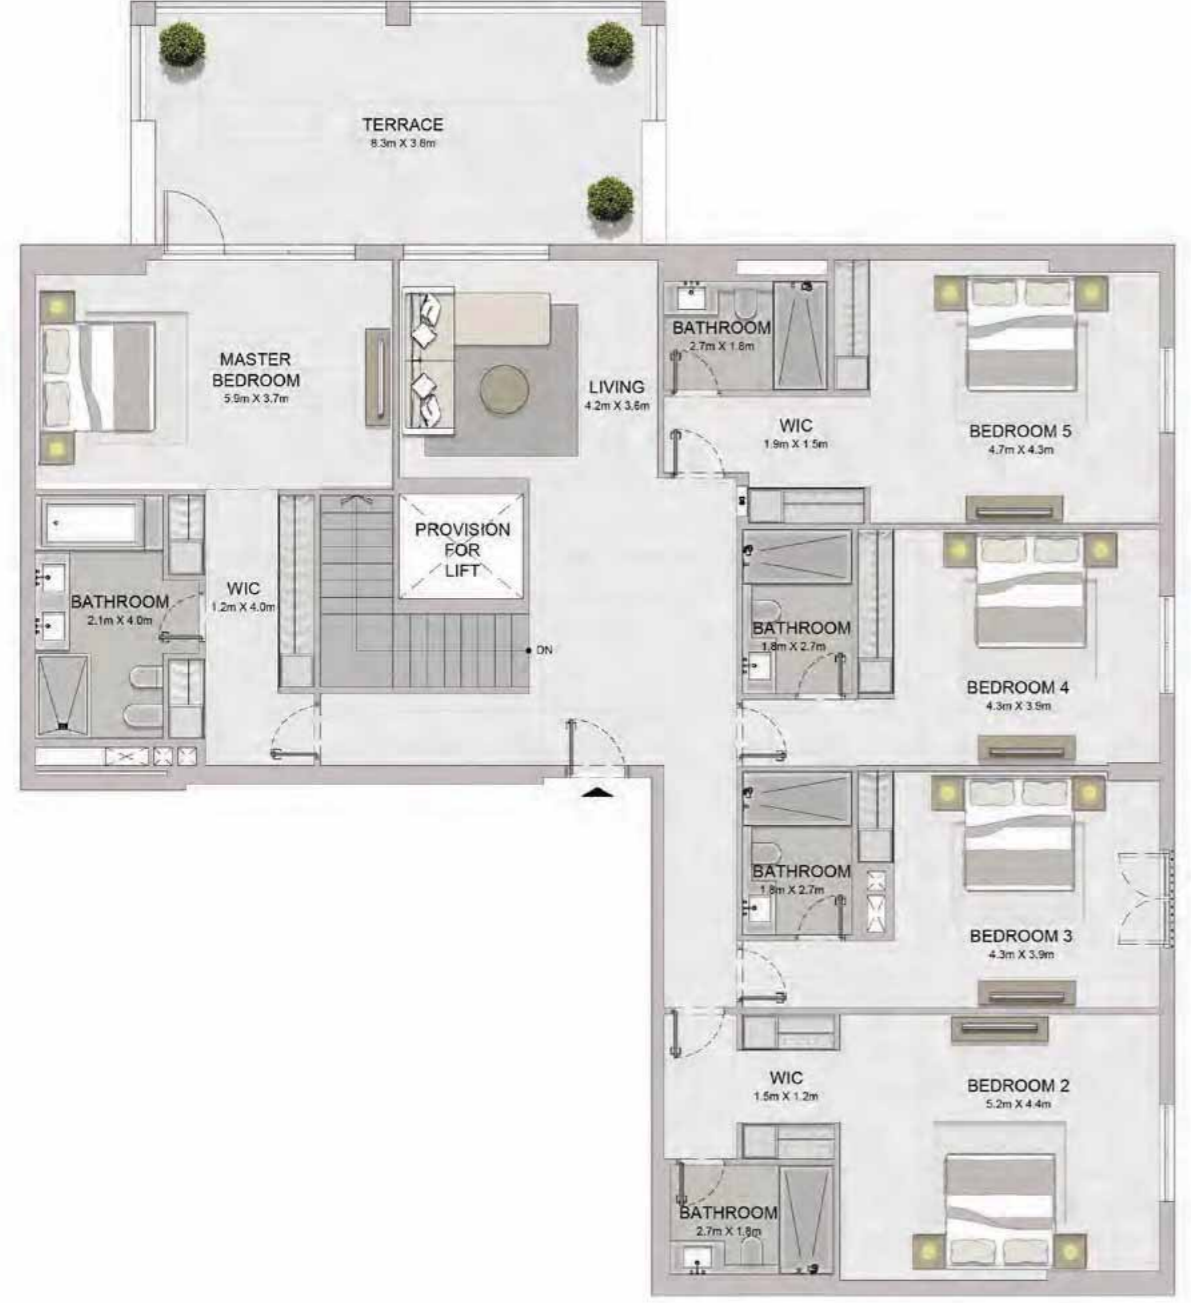 TERRACE
8.3m X 3.8m
MASTER
BEDROOM
5.9m X 3.7m
LIVING
4.2m X 3.6m
BATHROOM
2.7m X 1.8m
WIC
1.9m X 1.5m
BEDROOM 5
4.7m X 4.3m
PROVISION
FOR
LIFT
BATHROOM
2.1m X 4.0m
WIC
1.2m X 4.0m
DN
BATHROOM
1.8m X 2.7m
BEDROOM 4
4.3m X 3.9m
BATHROOM
1.8m X 2.7m
BEDROOM 3
4.3m X 3.9m
WIC
1.5m X 1.2m
BEDROOM 2
5.2m X 4.4m
BATHROOM
2.7m X 1.8m